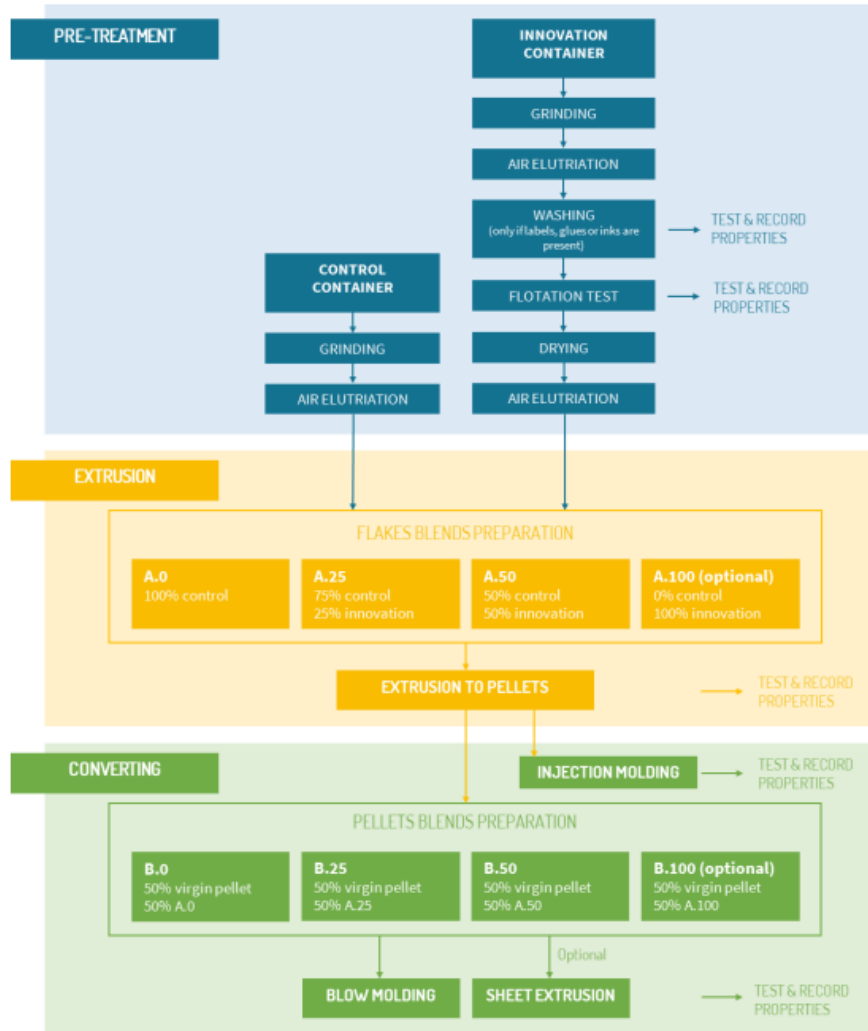 PRE-TREATMENT
INNOVATION
CONTAINER
GRINDING
AIR ELUTRIATION
WASHING
(only if labels, glues or inks are
present)
TEST & RECORD
PROPERTIES
CONTROL
CONTAINER
FLOTATION TEST
TEST & RECORD
PROPERTIES
GRINDING
DRYING
AIR ELUTRIATION
AIR ELUTRIATION
EXTRUSION
FLAKES BLENDS PREPARATION
A.0
100% control
A.25
75% control
25% innovation
A.50
50% control
50% innovation
A.100 (optional)
0% control
100% innovation
EXTRUSION TO PELLETS
TEST & RECORD
PROPERTIES
CONVERTING
INJECTION MOLDING
TEST & RECORD
PROPERTIES
PELLETS BLENDS PREPARATION
B.0
50% virgin pellet
50% A.0
B.25
50% virgin pellet
50% A.25
B.50
50% virgin pellet
50% A.50
B.100 (optional)
50% virgin pellet
50% A.100
Optional
BLOW MOLDING
SHEET EXTRUSION
TEST & RECORD
PROPERTIES